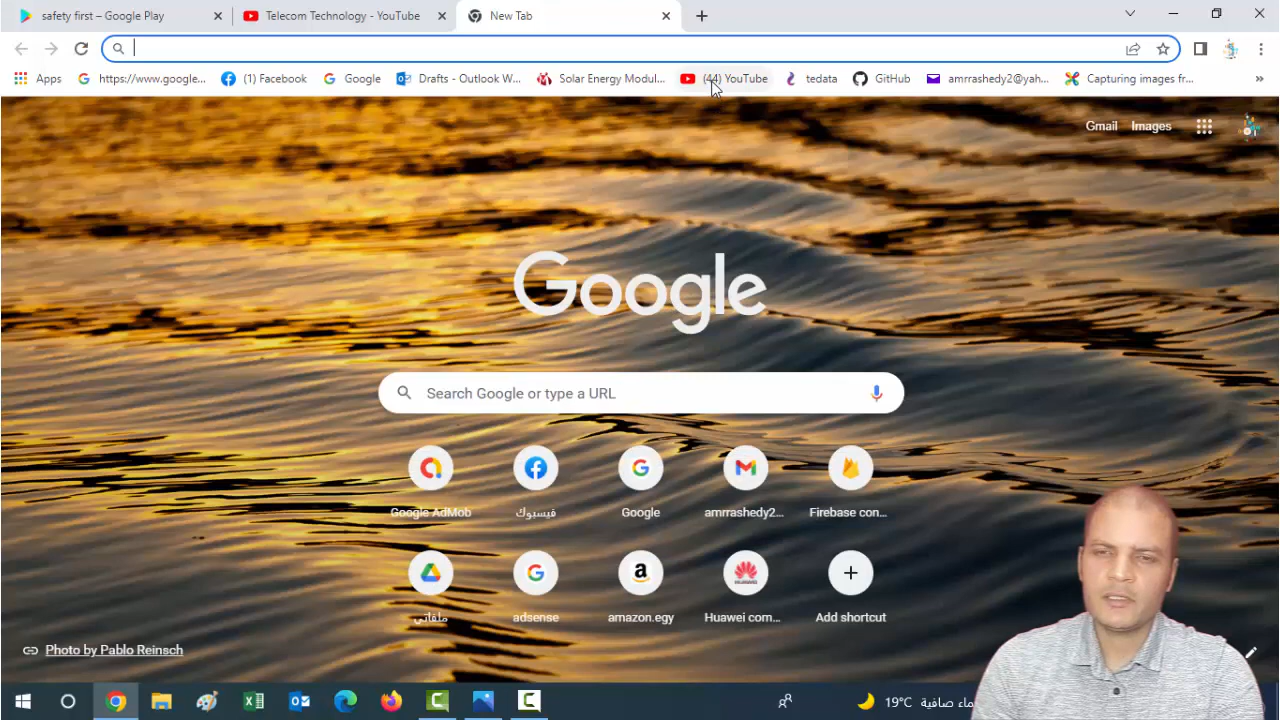 safety first – Google Play
Telecom Technology - YouTube
New Tab
Apps
https://www.google...
(1) Facebook
Google
Drafts - Outlook W...
Solar Energy Modul...
(44) YouTube
tedata
GitHub
amrrashedy2@yah...
Capturing images fr...
»
Gmail
Images
Google
Search Google or type a URL
Google AdMob
فيسبوك
Google
amrrashedy2...
Firebase con...
ملفاتي
adsense
amazon.egy
Huawei com...
Add shortcut
Photo by Pablo Reinsch
19°C
ماء صافية